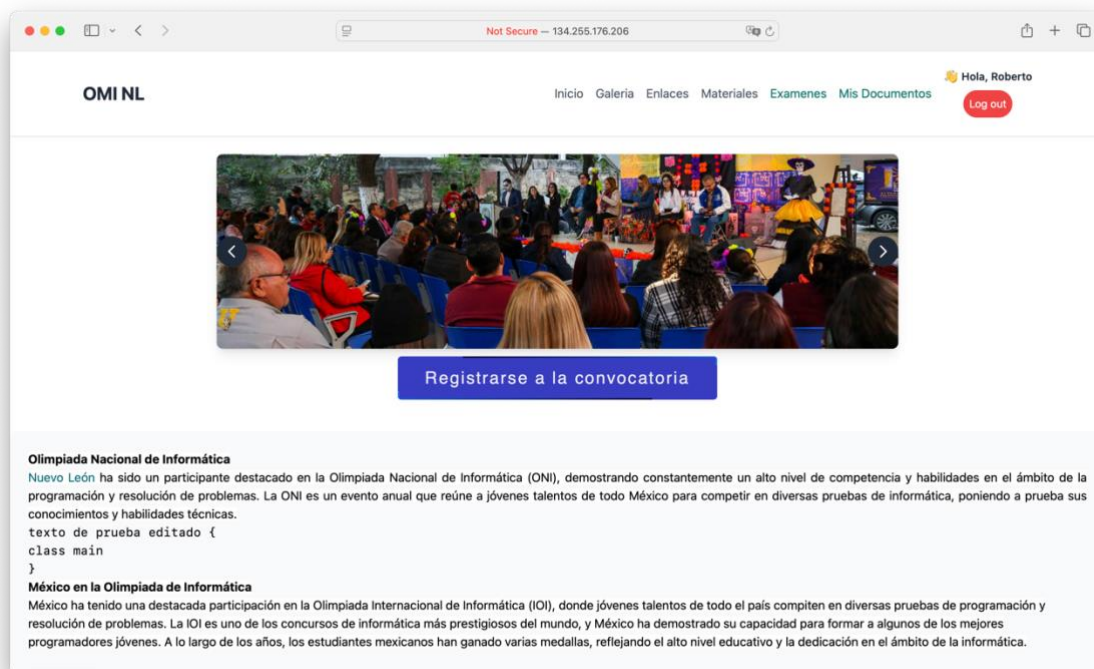 Not Secure — 134.255.176.206
OMI NL
Inicio Galeria Enlaces Materiales Examenes Mis Documentos
👋 Hola, Roberto
Log out
Registrarse a la convocatoria
Olimpiada Nacional de Informática
Nuevo León ha sido un participante destacado en la Olimpiada Nacional de Informática (ONI), demostrando constantemente un alto nivel de competencia y habilidades en el ámbito de la
programación y resolución de problemas. La ONI es un evento anual que reúne a jóvenes talentos de todo México para competir en diversas pruebas de informática, poniendo a prueba sus
conocimientos y habilidades técnicas.
texto de prueba editado {
class main
}
México en la Olimpiada de Informática
México ha tenido una destacada participación en la Olimpiada Internacional de Informática (IOI), donde jóvenes talentos de todo el país compiten en diversas pruebas de programación y
resolución de problemas. La IOI es uno de los concursos de informática más prestigiosos del mundo, y México ha demostrado su capacidad para formar a algunos de los mejores
programadores jóvenes. A lo largo de los años, los estudiantes mexicanos han ganado varias medallas, reflejando el alto nivel educativo y la dedicación en el ámbito de la informática.